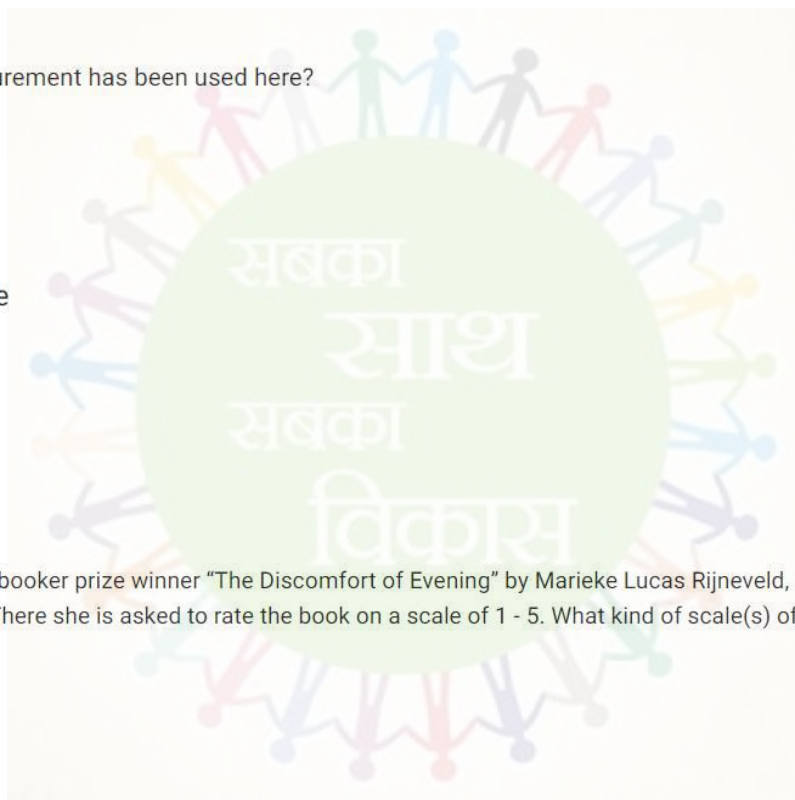 urement has been used here?
सबका
साथ
सबका
विकास
e
booker prize winner “The Discomfort of Evening” by Marieke Lucas Rijneveld,
here she is asked to rate the book on a scale of 1 - 5. What kind of scale(s) of